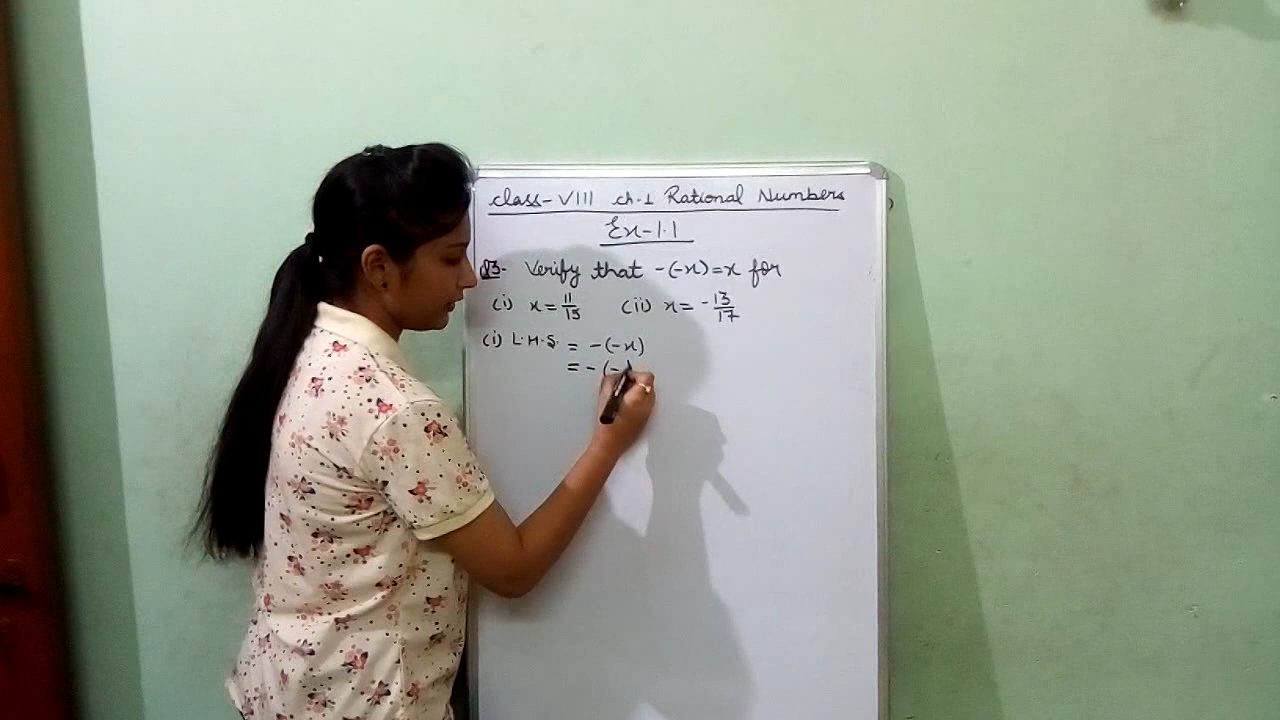 Class-VIII ch.1 Rational Numbers
Ex-1.1
Q3- Verify that -(-x)=x for
(i) x = 11/15 (ii) x = -13/17
(i) L.H.S. = -(-x)
= -(-